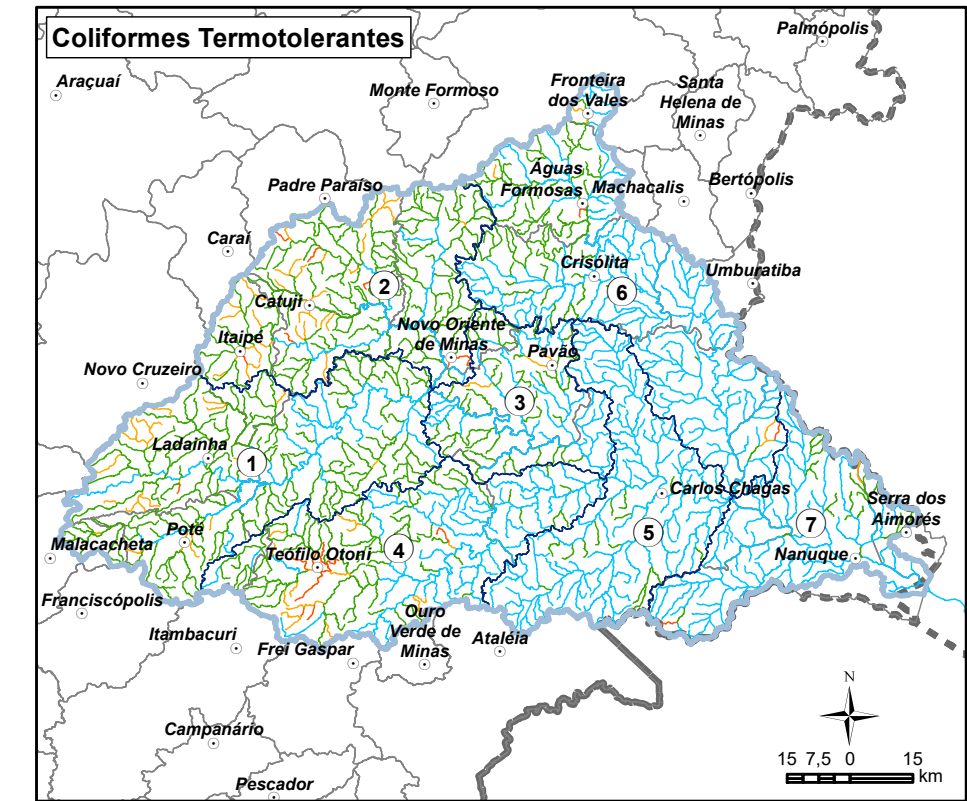 Coliformes Termotolerantes
Palmópolis
Araçuaí
Monte Formoso
Fronteira
dos Vales
Santa
Helena de
Minas
Águas
Formosas
Machacalis
Bertópolis
Padre Paraíso
Caraí
Crisólita
Umburatiba
2
6
Catuji
Novo Oriente
de Minas
Itaipé
Pavão
Novo Cruzeiro
3
Ladainha
1
Carlos Chagas
Serra dos
Aimorés
Poté
Malacacheta
Teófilo Otoni
4
5
7
Nanuque
Franciscópolis
Ouro
Verde de
Minas
Itambacuri
Frei Gaspar
Ataléia
N
Campanário
15 7,5 0 15
km
Pescador